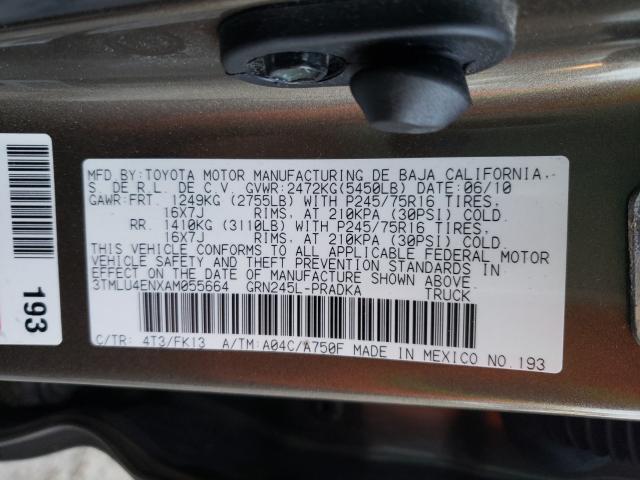 MFD.BY:TOYOTA MOTOR MANUFACTURING DE BAJA CALIFORNIA,
S. DE R.L. DE C.V. GVWR:2472KG(5450LB) DATE:06/10
GAWR:FRT. 1249KG (2755LB) WITH P245/75R16 TIRES,
16X7J RIMS, AT 210KPA (30PSI) COLD.
RR. 1410KG (3110LB) WITH P245/75R16 TIRES,
16X7J RIMS, AT 210KPA (30PSI) COLD.
THIS VEHICLE CONFORMS TO ALL APPLICABLE FEDERAL MOTOR
VEHICLE SAFETY AND THEFT PREVENTION STANDARDS IN
EFFECT ON THE DATE OF MANUFACTURE SHOWN ABOVE.
3TMLU4ENXAM055664 GRN245L-PRADKA TRUCK
C/TR: 4T3/FK13 A/TM:A04C/A750F MADE IN MEXICO NO.193
193